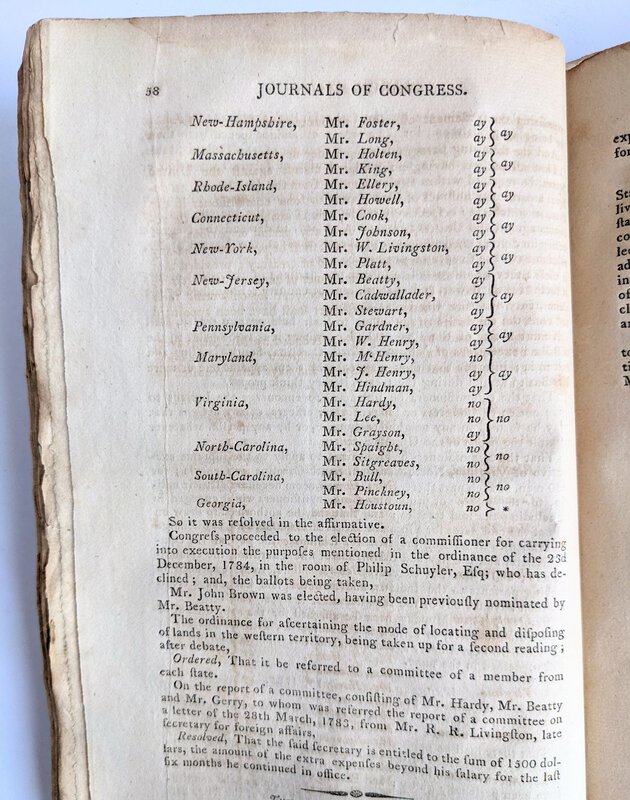 58 JOURNALS OF CONGRESS.
New-Hampſhire, Mr. Foſter, ay } ay
Mr. Long, ay
Maſſachuſetts, Mr. Holten, ay } ay
Mr. King, ay
Rhode-Iſland, Mr. Ellery, ay } ay
Mr. Howell, ay
Connecticut, Mr. Cook, ay } ay
Mr. Johnſon, ay
New-York, Mr. W. Livingſton, ay } ay
Mr. Platt, ay
New-Jerſey, Mr. Beatty, ay
Mr. Cadwallader, ay } ay
Mr. Stewart, ay
Pennſylvania, Mr. Gardner, ay } ay
Mr. W. Henry, ay
Maryland, Mr. M‘Henry, no
Mr. J. Henry, ay } ay
Mr. Hindman, ay
Virginia, Mr. Hardy, no
Mr. Lee, no } no
Mr. Grayſon, ay
North-Carolina, Mr. Spaight, no } no
Mr. Sitgreaves, no
South-Carolina, Mr. Bull, no } no
Mr. Pinckney, no
Georgia, Mr. Houſtoun, no } *
So it was reſolved in the affirmative.
Congreſs proceeded to the election of a commiſſioner for carrying
into execution the purpoſes mentioned in the ordinance of the 23d
December, 1784, in the room of Philip Schuyler, Eſq; who has de-
clined; and, the ballots being taken,
Mr. John Brown was elected, having been previouſly nominated by
Mr. Beatty.
The ordinance for aſcertaining the mode of locating and diſpoſing
of lands in the weſtern territory, being taken up for a ſecond reading;
after debate,
Ordered, That it be referred to a committee of a member from
each ſtate.
On the report of a committee, conſiſting of Mr. Hardy, Mr. Beatty
and Mr. Gerry, to whom was referred the report of a committee on
a letter of the 28th March, 1783, from Mr. R. R. Livingſton, late
ſecretary for foreign affairs,
Reſolved, That the ſaid ſecretary is entitled to the ſum of 1500 dol-
lars, the amount of the extra expenſes beyond his ſalary for the laſt
ſix months he continued in office.